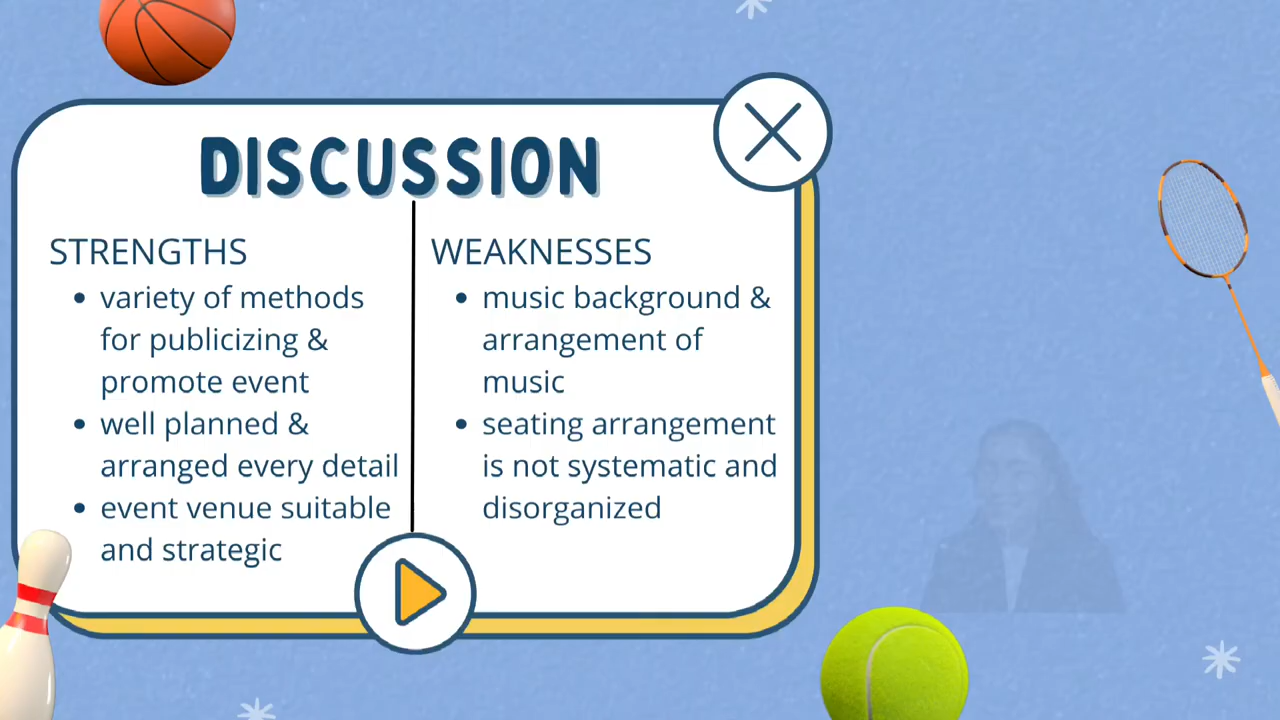 DISCUSSION
STRENGTHS
• variety of methods
for publicizing &
promote event
• well planned &
arranged every detail
• event venue suitable
and strategic
WEAKNESSES
• music background &
arrangement of
music
• seating arrangement
is not systematic and
disorganized